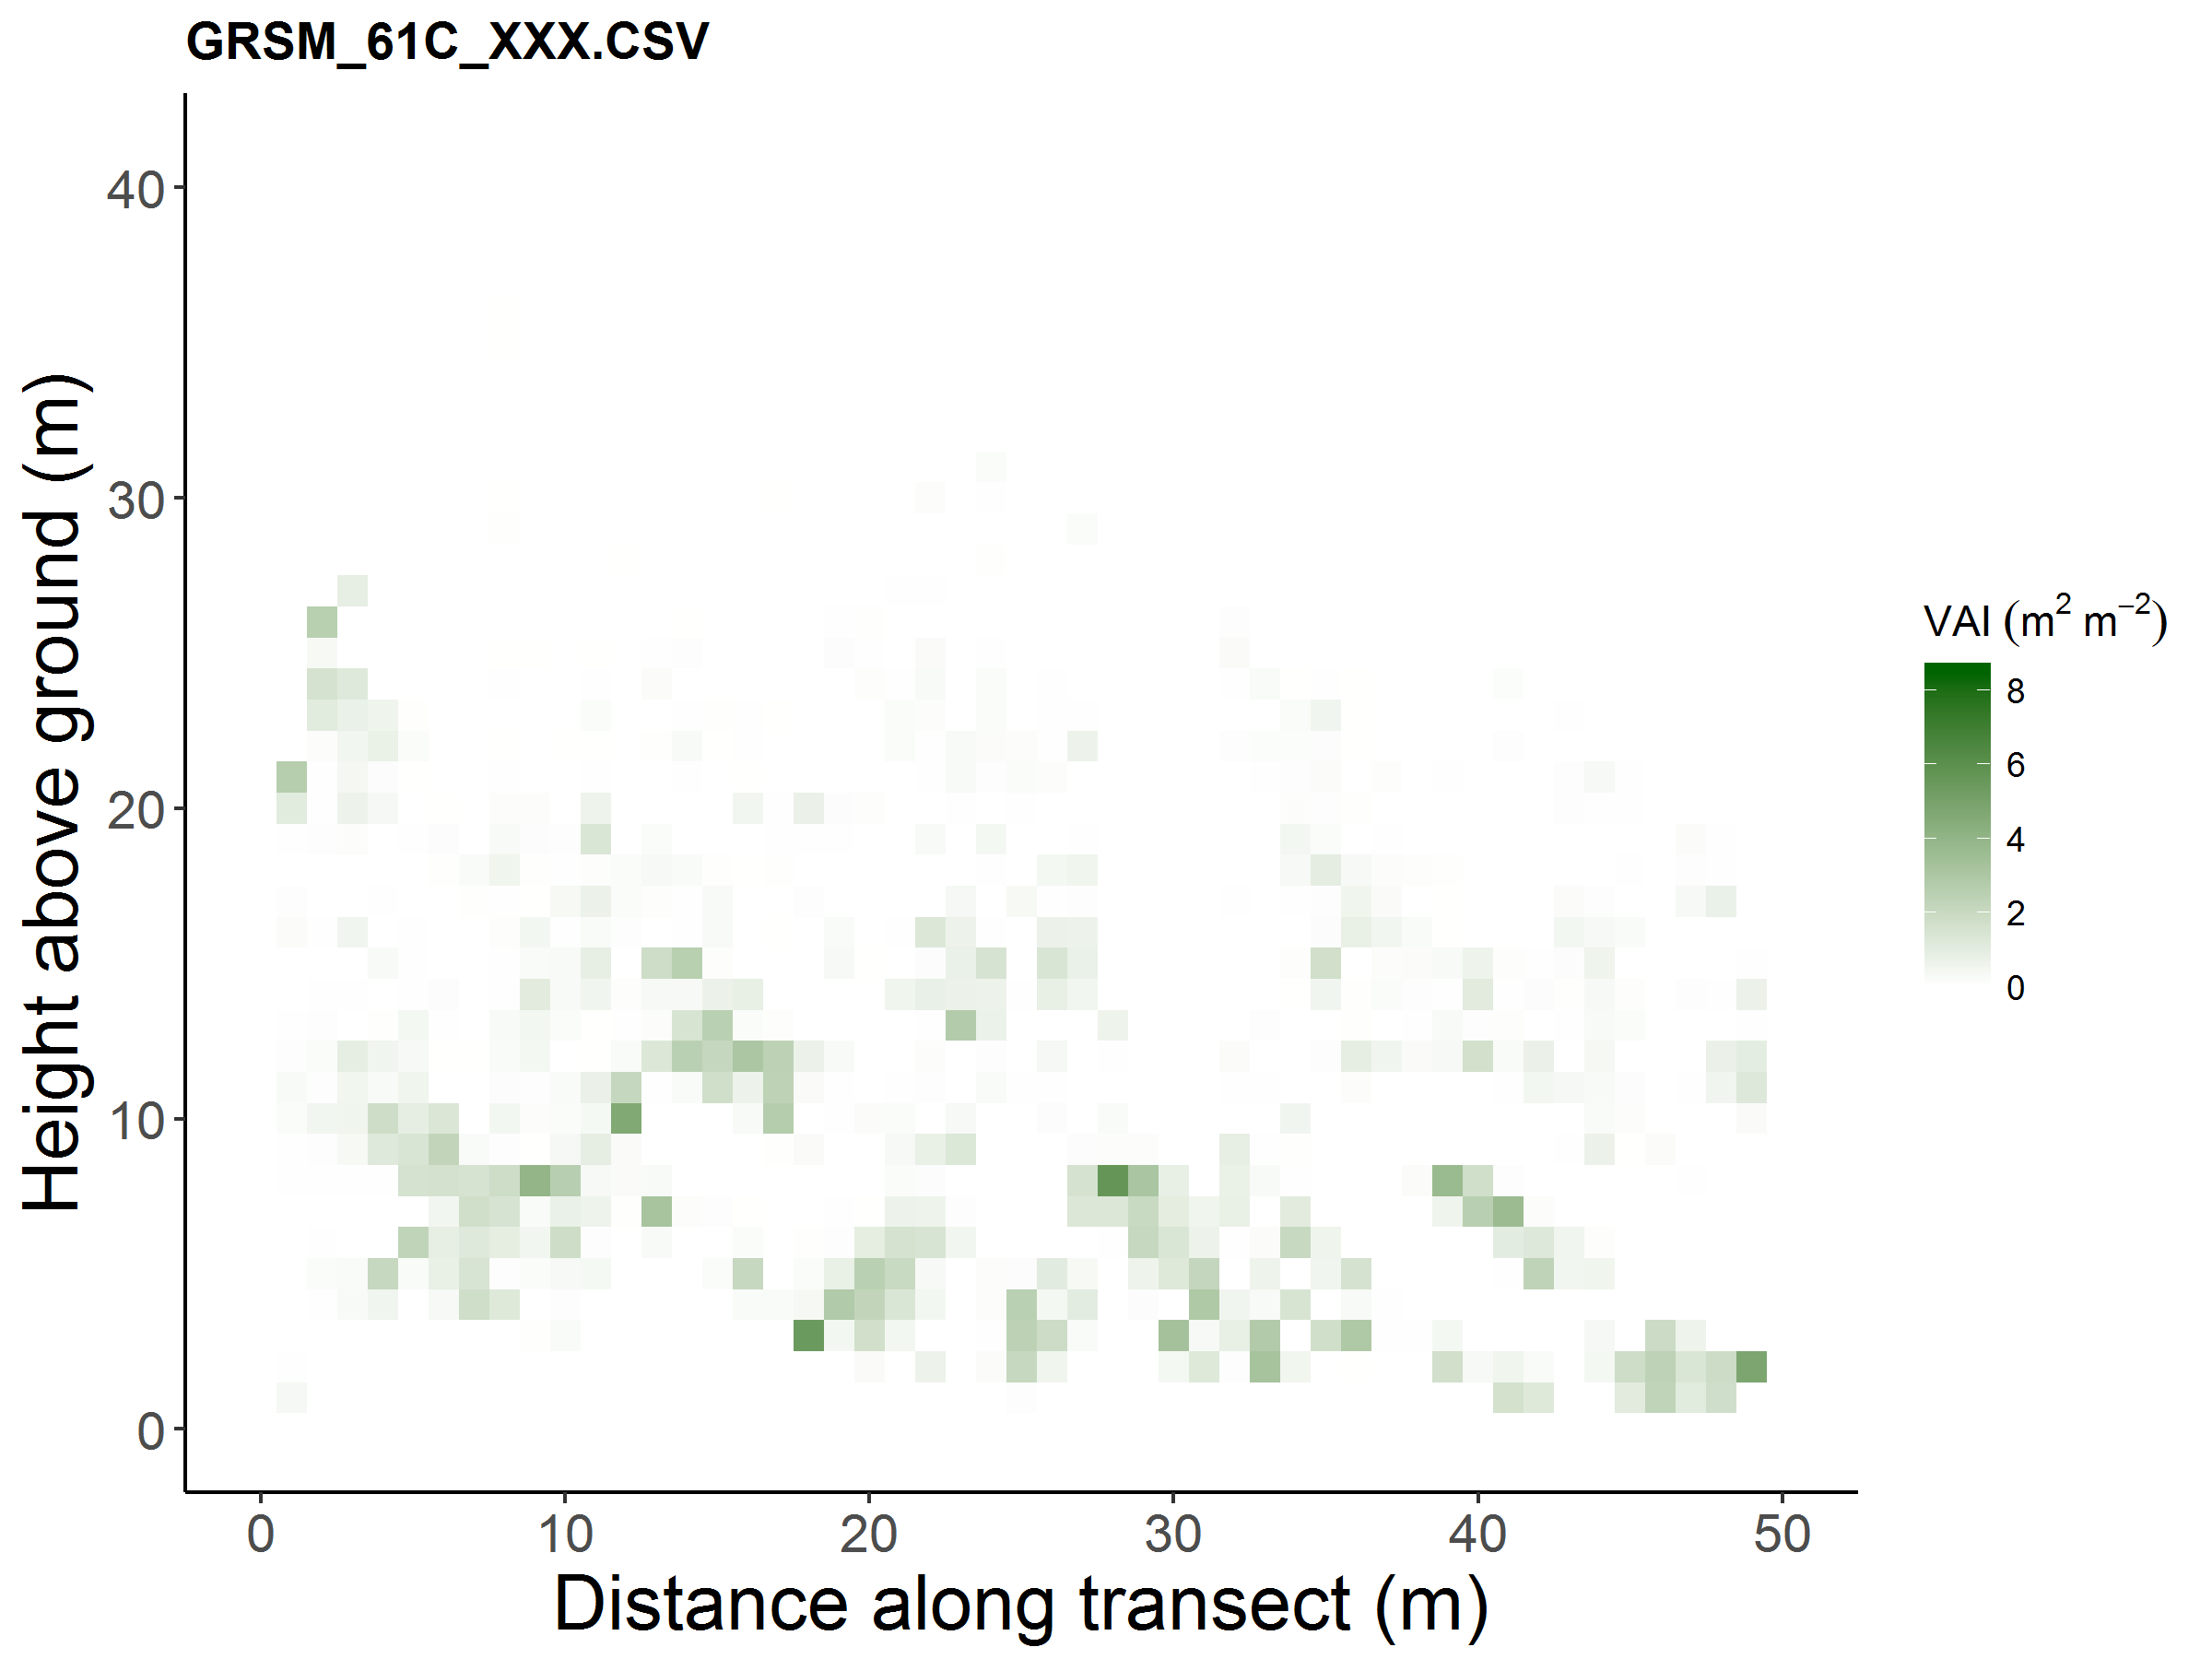 GRSM_61C_XXX.CSV
Height above ground (m)
40
30
20
10
0
0 10 20 30 40 50
Distance along transect (m)
VAI (m² m⁻²)
8
6
4
2
0